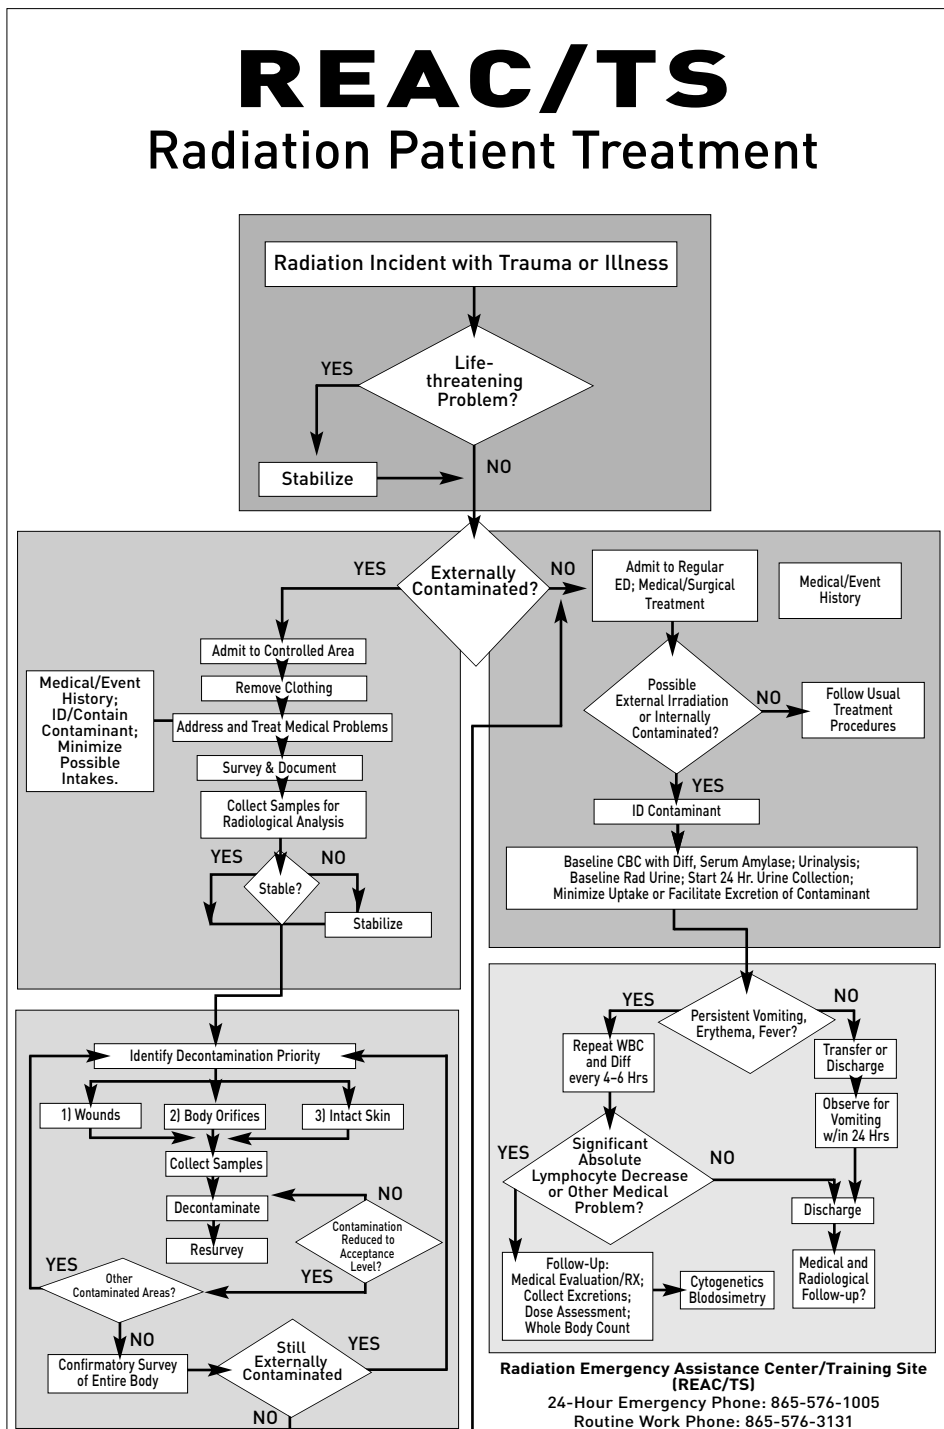 REAC/TS
Radiation Patient Treatment
Radiation Incident with Trauma or Illness
Life-
threatening
Problem?
YES
NO
Stabilize
Externally
Contaminated?
YES
NO
Admit to Controlled Area
Remove Clothing
Medical/Event
History;
ID/Contain
Contaminant;
Minimize
Possible
Intakes.
Address and Treat Medical Problems
Survey & Document
Collect Samples for
Radiological Analysis
YES
NO
Stable?
Stabilize
Admit to Regular
ED; Medical/Surgical
Treatment
Medical/Event
History
Possible
External Irradiation
or Internally
Contaminated?
NO
Follow Usual
Treatment
Procedures
YES
ID Contaminant
Baseline CBC with Diff, Serum Amylase; Urinalysis;
Baseline Rad Urine; Start 24 Hr. Urine Collection;
Minimize Uptake or Facilitate Excretion of Contaminant
Identify Decontamination Priority
1) Wounds
2) Body Orifices
3) Intact Skin
Collect Samples
Decontaminate
Resurvey
NO
Contamination
Reduced to
Acceptance
Level?
YES
YES
Other
Contaminated Areas?
NO
Confirmatory Survey
of Entire Body
Still
Externally
Contaminated
YES
NO
Persistent Vomiting,
Erythema, Fever?
YES
NO
Repeat WBC
and Diff
every 4–6 Hrs
Transfer or
Discharge
Observe for
Vomiting
w/in 24 Hrs
YES
Significant
Absolute
Lymphocyte Decrease
or Other Medical
Problem?
NO
Discharge
Follow-Up:
Medical Evaluation/RX;
Collect Excretions;
Dose Assessment;
Whole Body Count
Cytogenetics
Blodosimetry
Medical and
Radiological
Follow-up?
Radiation Emergency Assistance Center/Training Site
(REAC/TS)
24-Hour Emergency Phone: 865-576-1005
Routine Work Phone: 865-576-3131